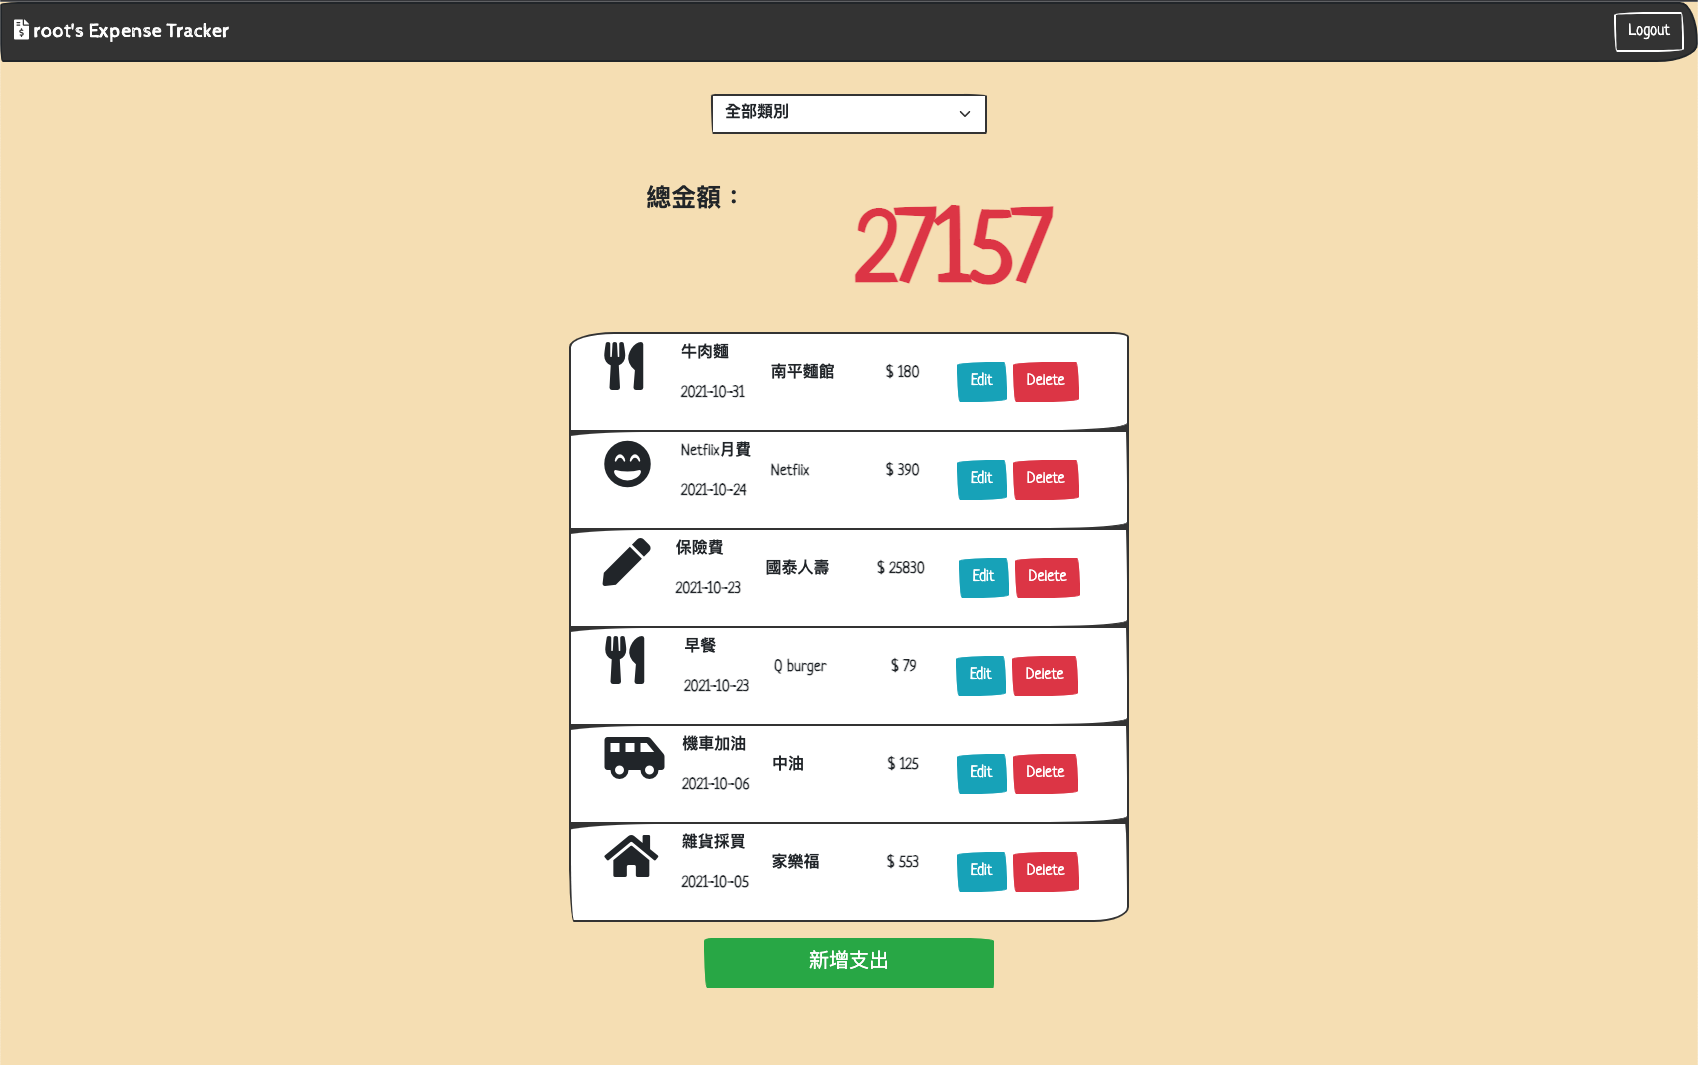 root's Expense Tracker
Logout
全部類別
總金額：
27157
牛肉麵
2021-10-31
南平麵館
$ 180
Edit
Delete
Netflix月費
2021-10-24
Netflix
$ 390
Edit
Delete
保險費
2021-10-23
國泰人壽
$ 25830
Edit
Delete
早餐
2021-10-23
Q burger
$ 79
Edit
Delete
機車加油
2021-10-06
中油
$ 125
Edit
Delete
雜貨採買
2021-10-05
家樂福
$ 553
Edit
Delete
新增支出